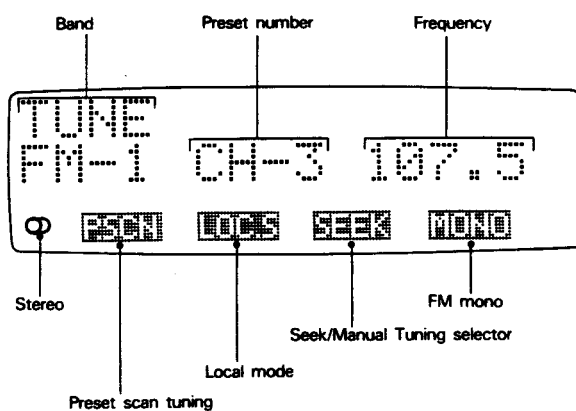 Band Preset number Frequency
TUNE
FM-1 CH-3 107.5
PSCN LOC.S SEEK MONO
Stereo FM mono
Seek/Manual Tuning selector
Local mode
Preset scan tuning